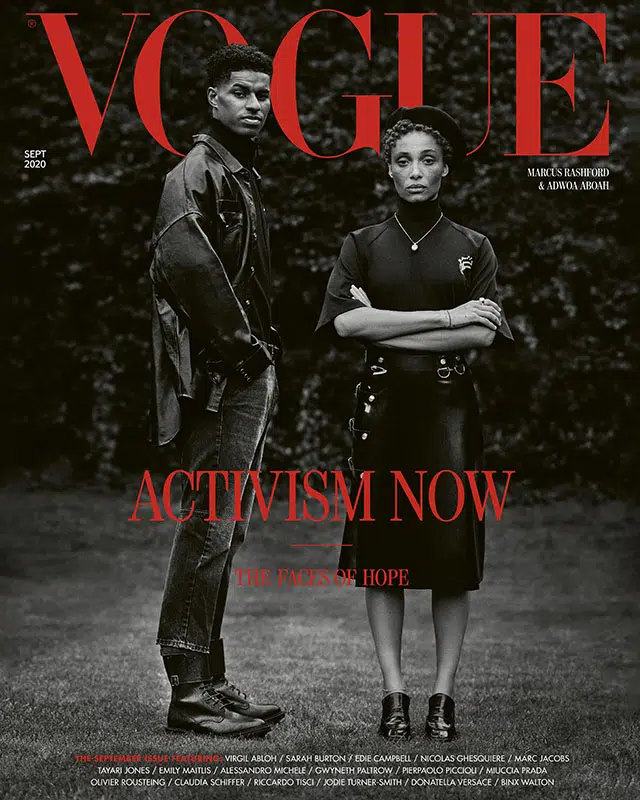 VOGUE
SEPT
2020
MARCUS RASHFORD
& ADWOA ABOAH
ACTIVISM NOW
THE FACES OF HOPE
THE SEPTEMBER ISSUE FEATURING: VIRGIL ABLOH / SARAH BURTON / EDIE CAMPBELL / NICOLAS GHESQUIERE / MARC JACOBS
TAYARI JONES / EMILY MAITLIS / ALESSANDRO MICHELE / GWYNETH PALTROW / PIERPAOLO PICCIOLI / MIUCCIA PRADA
OLIVIER ROUSTEING / CLAUDIA SCHIFFER / RICCARDO TISCI / JODIE TURNER-SMITH / DONATELLA VERSACE / BINX WALTON